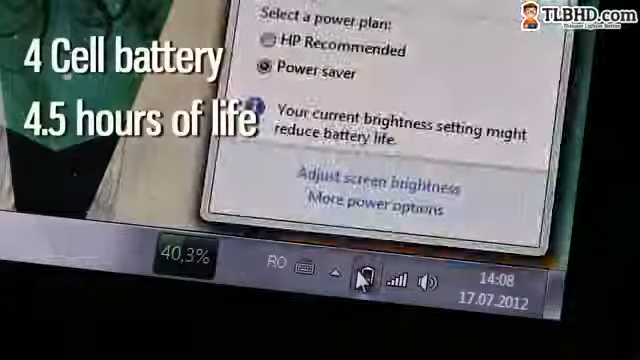 TLBHD.com
Select a power plan:
HP Recommended
Power saver
4 Cell battery
4.5 hours of life
Your current brightness setting might
reduce battery life.
Adjust screen brightness
More power options
40,3%
RO
14:08
17.07.2012